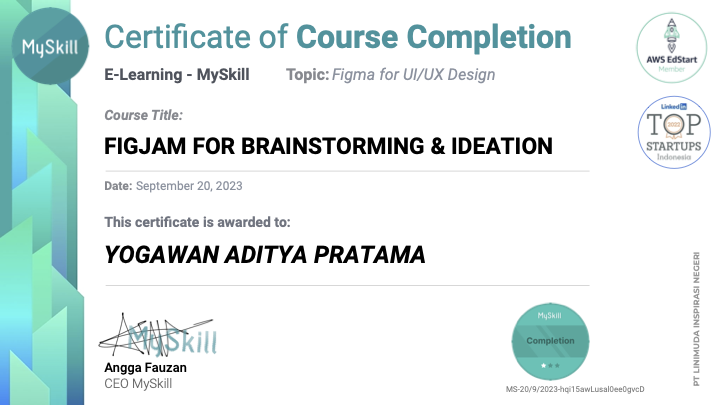 MySkill
Certificate of Course Completion
E-Learning - MySkill
Topic: Figma for UI/UX Design
Course Title:
FIGJAM FOR BRAINSTORMING & IDEATION
Date: September 20, 2023
This certificate is awarded to:
YOGAWAN ADITYA PRATAMA
MySkill
Angga Fauzan
CEO MySkill
MySkill
Completion
MS-20/9/2023-hqi15awLusal0ee0gvcD
AWS EdStart
Member
LinkedIn
TOP
2022
STARTUPS
Indonesia
PT LINIMUDA INSPIRASI NEGERI